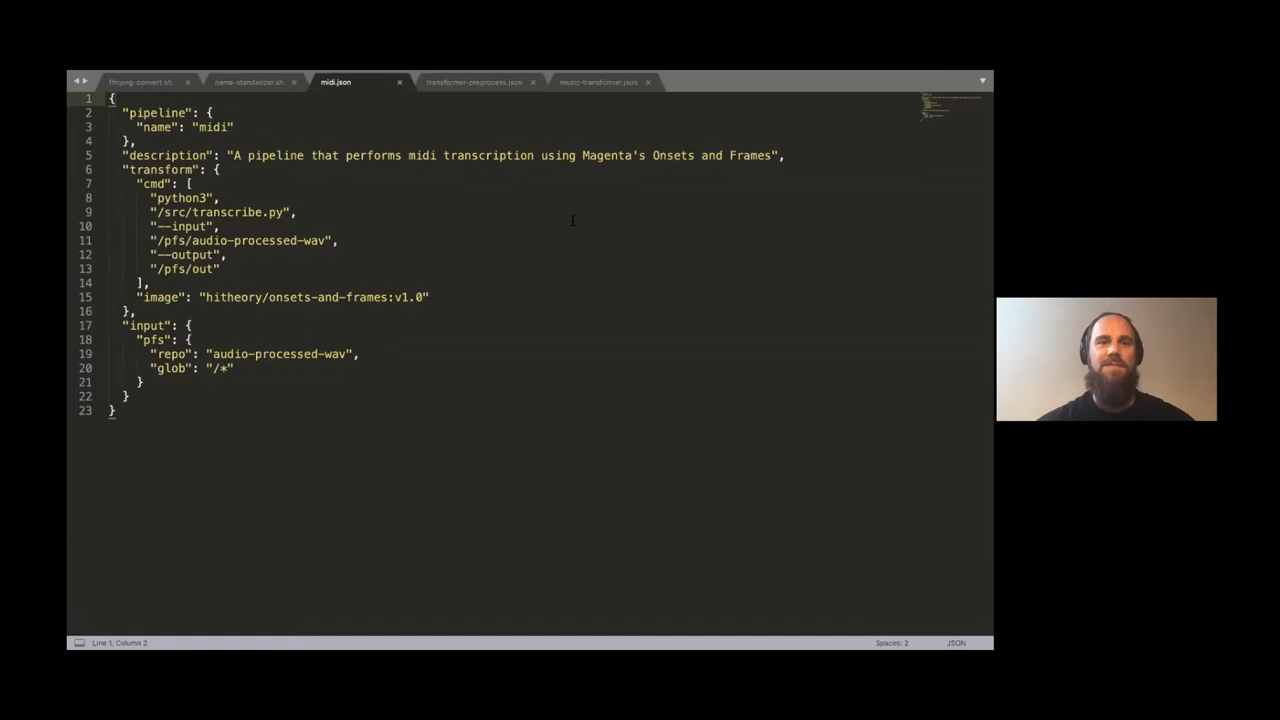 ffmpeg-convert.sh
name-standalizer.sh
midi.json
transformer-preprocess.json
music-transformer.json
1 {
2 "pipeline": {
3 "name": "midi"
4 },
5 "description": "A pipeline that performs midi transcription using Magenta's Onsets and Frames",
6 "transform": {
7 "cmd": [
8 "python3",
9 "/src/transcribe.py",
10 "--input",
11 "/pfs/audio-processed-wav",
12 "--output",
13 "/pfs/out"
14 ],
15 "image": "hitheory/onsets-and-frames:v1.0"
16 },
17 "input": {
18 "pfs": {
19 "repo": "audio-processed-wav",
20 "glob": "/*"
21 }
22 }
23 }
Line 1, Column 2
Spaces: 2
JSON